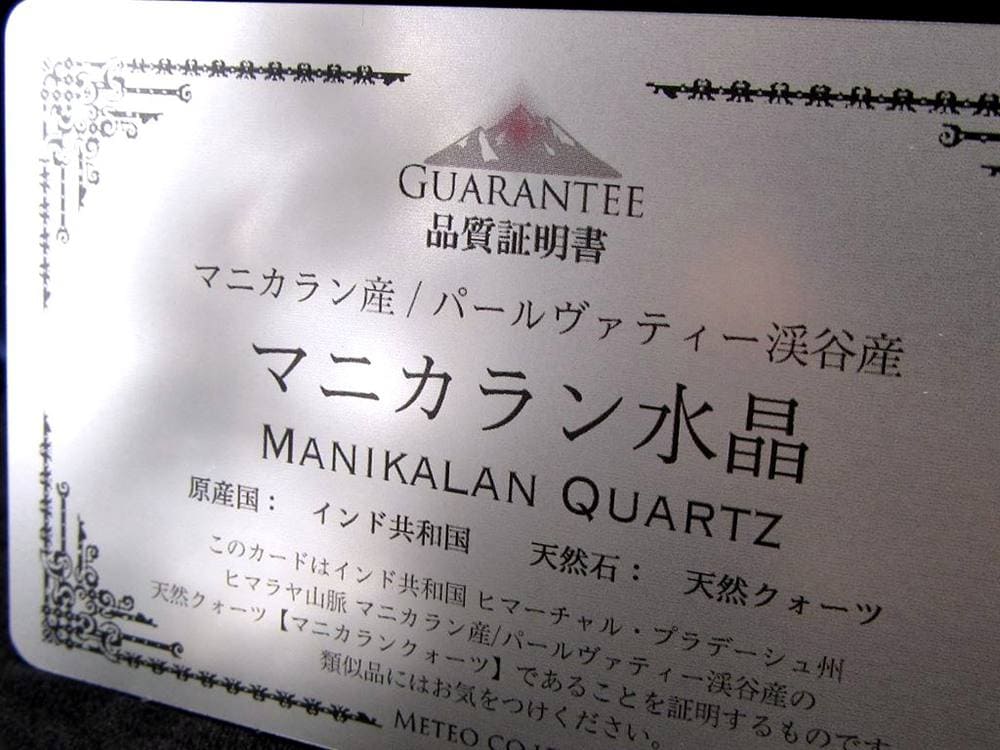 GUARANTEE
品質証明書
マニカラン産/パールヴァティー渓谷産
マニカラン水晶
MANIKALAN QUARTZ
原産国： インド共和国 天然石： 天然クォーツ
このカードはインド共和国 ヒマーチャル・プラデーシュ州
ヒマラヤ山脈 マニカラン産/パールヴァティー渓谷産の
天然クォーツ【マニカランクォーツ】であることを証明するものです
類似品にはお気をつけください。
METEO CO